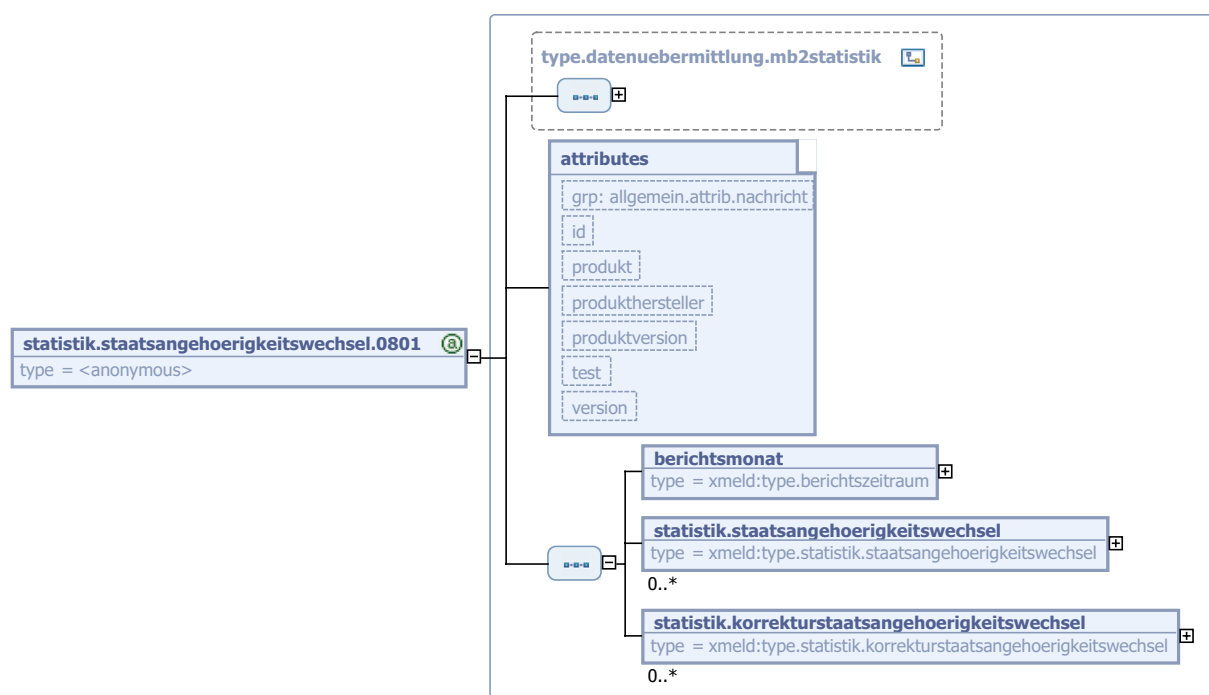 type.datenuebermittlung.mb2statistik
attributes
grp: allgemein.attrib.nachricht
id
produkt
produkthersteller
produktversion
test
version
statistik.staatsangehoerigkeitswechsel.0801 a
type = <anonymous>
berichtsmonat
type = xmeld:type.berichtszeitraum
statistik.staatsangehoerigkeitswechsel
type = xmeld:type.statistik.staatsangehoerigkeitswechsel
0..*
statistik.korrekturstaatsangehoerigkeitswechsel
type = xmeld:type.statistik.korrekturstaatsangehoerigkeitswechsel
0..*